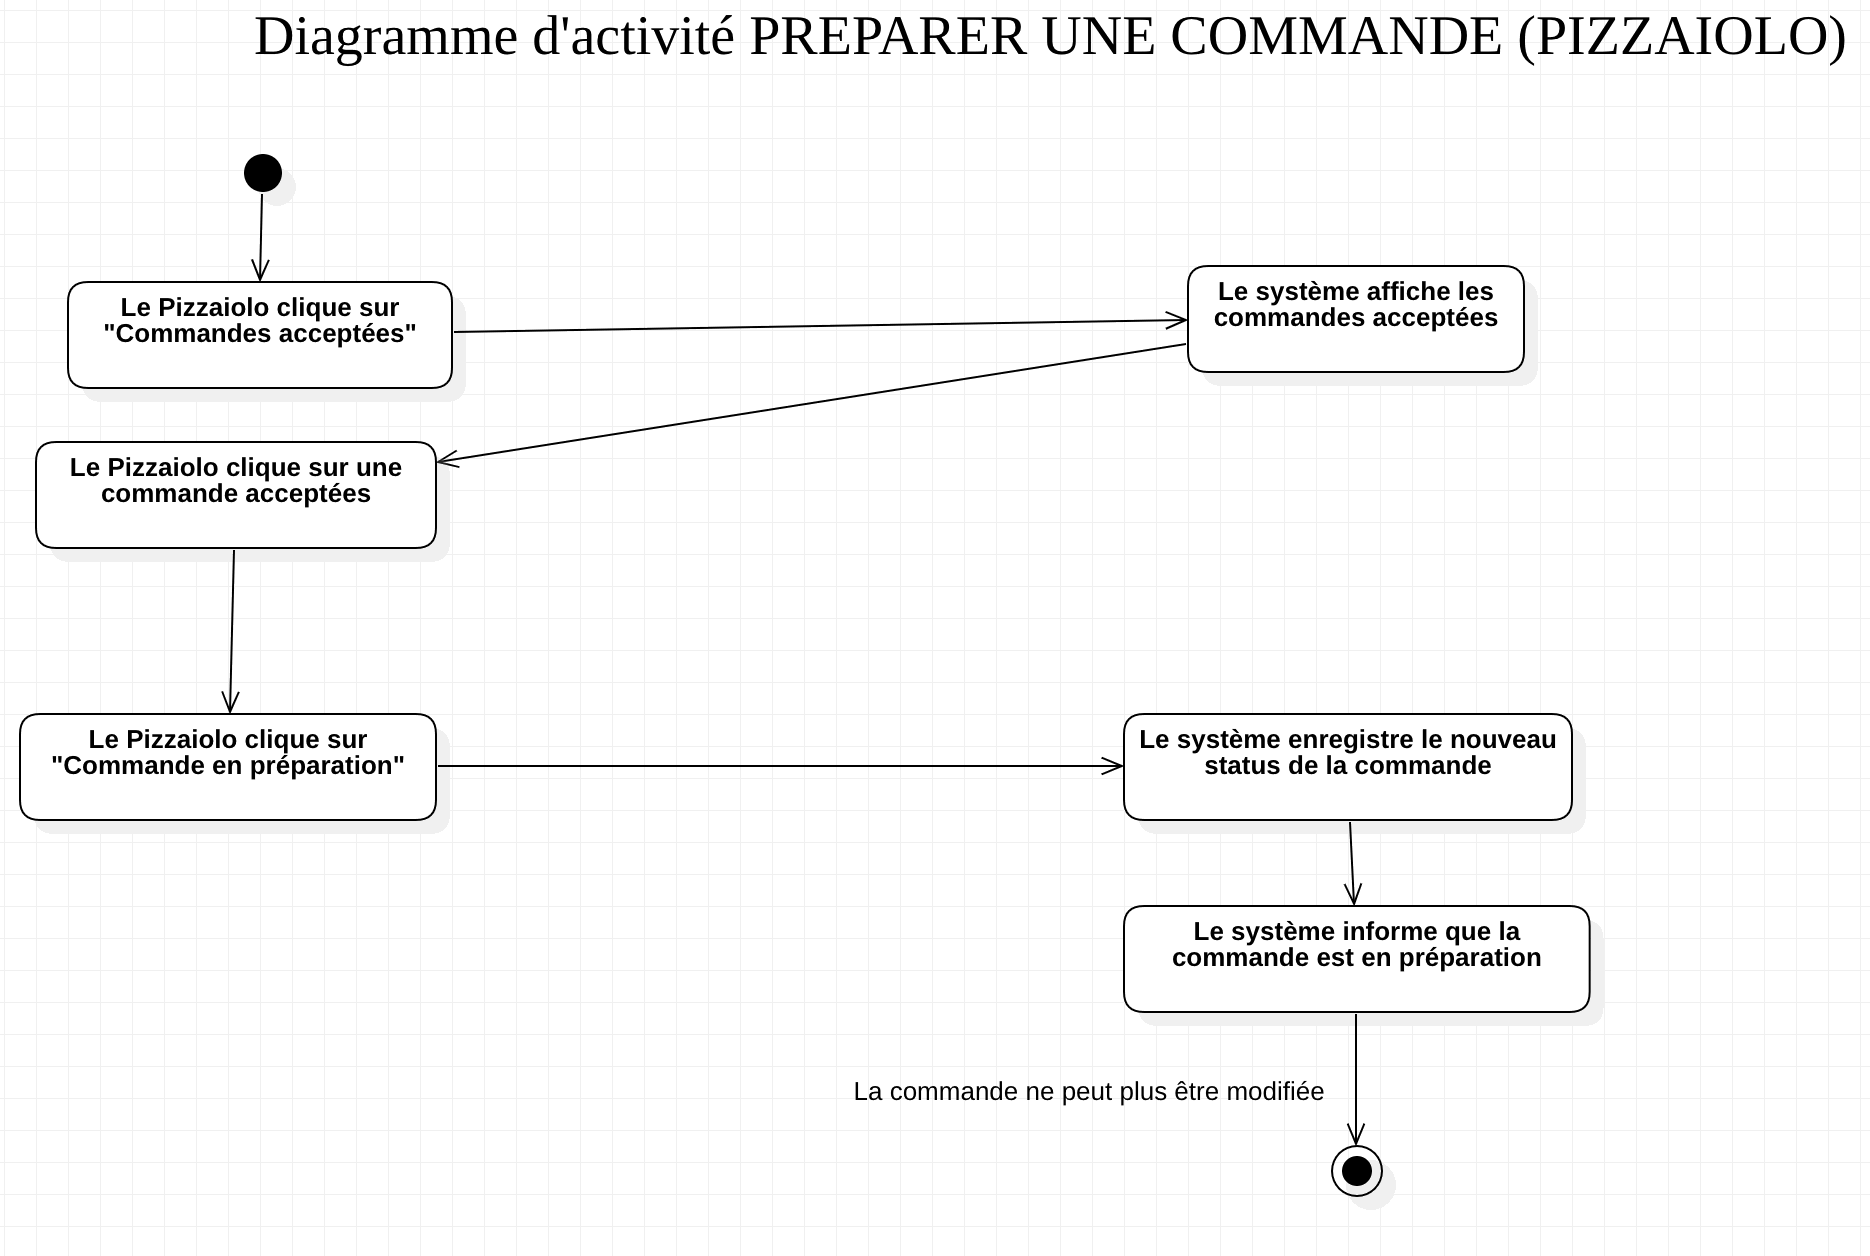 Diagramme d'activité PREPARER UNE COMMANDE (PIZZAIOLO)
Le Pizzaiolo clique sur
"Commandes acceptées"
Le système affiche les
commandes acceptées
Le Pizzaiolo clique sur une
commande acceptées
Le Pizzaiolo clique sur
"Commande en préparation"
Le système enregistre le nouveau
status de la commande
Le système informe que la
commande est en préparation
La commande ne peut plus être modifiée